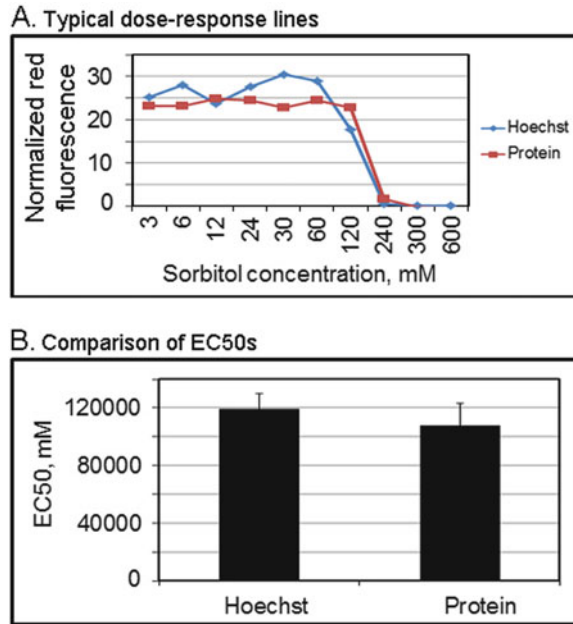 A. Typical dose-response lines
Normalized red
fluorescence
30
20
10
0
3
6
12
24
30
60
120
240
300
600
Sorbitol concentration, mM
Hoechst
Protein
B. Comparison of EC50s
EC50, mM
120000
80000
40000
0
Hoechst
Protein